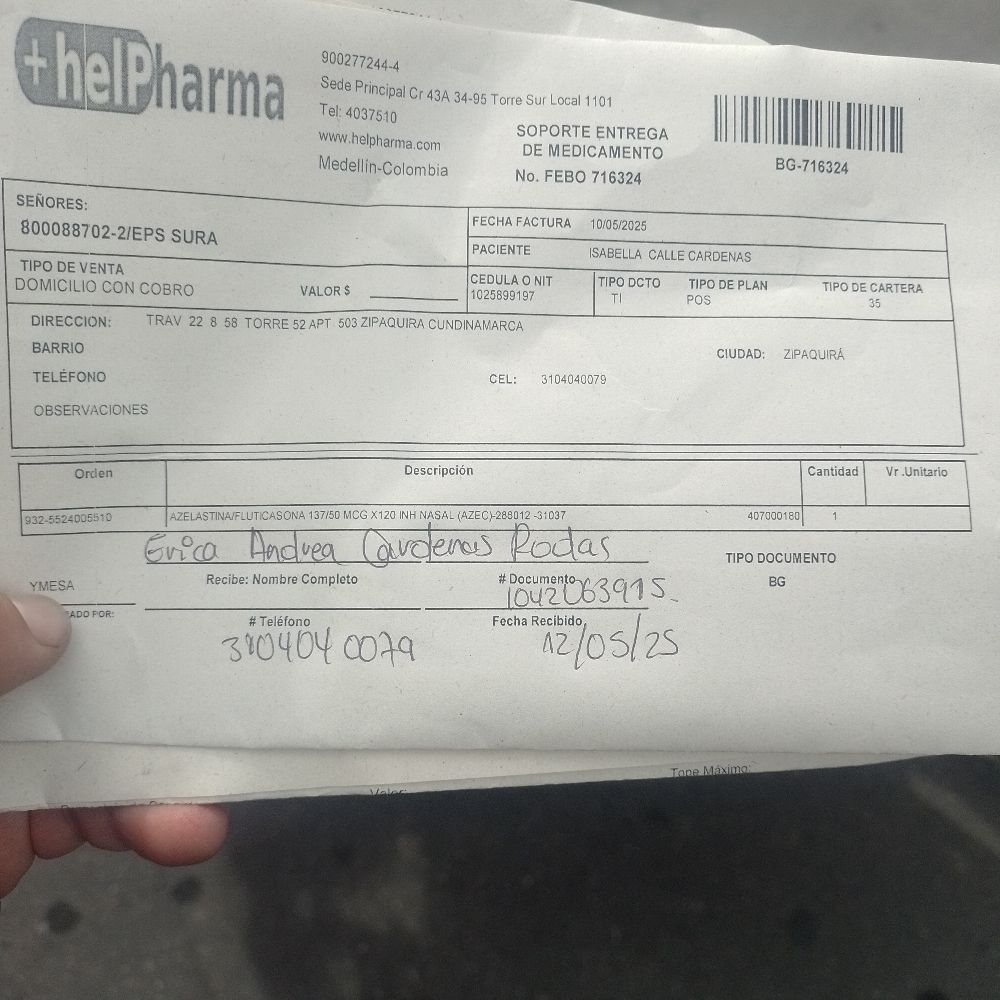 +helPharma
900277244-4
Sede Principal Cr 43A 34-95 Torre Sur Local 1101
Tel: 4037510
www.helpharma.com
Medellín-Colombia
SOPORTE ENTREGA
DE MEDICAMENTO
No. FEBO 716324
BG-716324
SEÑORES:
800088702-2/EPS SURA
FECHA FACTURA 10/05/2025
PACIENTE ISABELLA CALLE CARDENAS
TIPO DE VENTA
DOMICILIO CON COBRO VALOR $
CEDULA O NIT TIPO DCTO TIPO DE PLAN TIPO DE CARTERA
1025899197 TI POS 35
DIRECCION: TRAV 22 8 58 TORRE 52 APT 503 ZIPAQUIRA CUNDINAMARCA
BARRIO CIUDAD: ZIPAQUIRÁ
TELÉFONO CEL: 3104040079
OBSERVACIONES
Orden Descripción Cantidad Vr .Unitario
932-5524005510 AZELASTINA/FLUTICASONA 137/50 MCG X120 INH NASAL (AZEC)-288012 -31037 407000180 1
Erica Andrea Cardenas Rodas
YMESA Recibe: Nombre Completo # Documento TIPO DOCUMENTO
1042063915 BG
ADO POR: # Teléfono Fecha Recibido
3104040079 12/05/25
Valor: Tope Máximo: